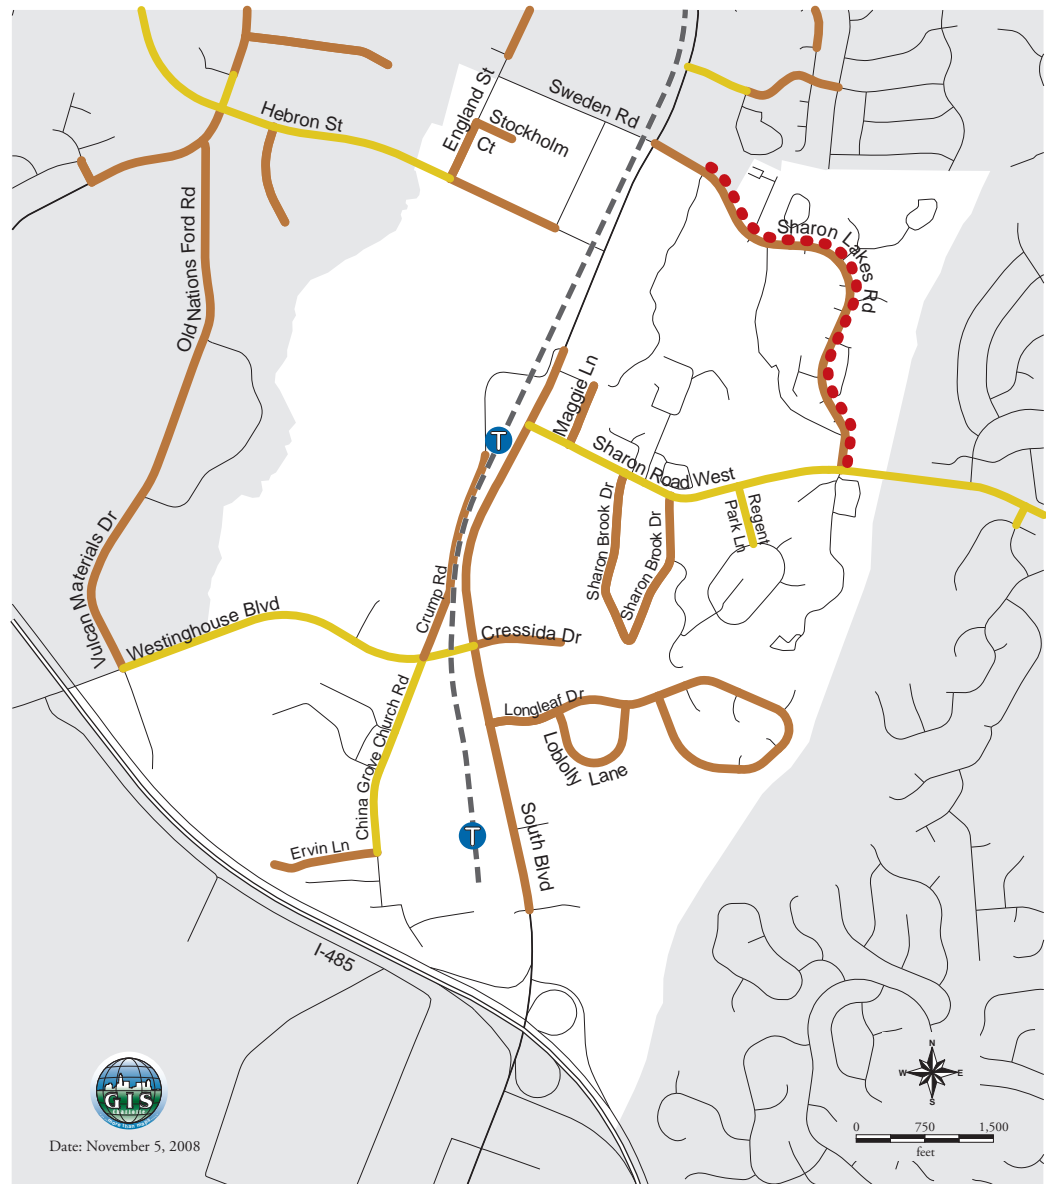 Sweden Rd
England St
Stockholm
Ct
Hebron St
Old Nations Ford Rd
Sharon Lakes Rd
Maggie Ln
T
Sharon Road West
Regent
Park Ln
Sharon Brook Dr
Sharon Brook Dr
Vulcan Materials Dr
Crump Rd
Westinghouse Blvd
Cressida Dr
Longleaf Dr
Loblolly Lane
China Grove Church Rd
T
South Blvd
Ervin Ln
I-485
N
W E
S
GIS
...more than maps
Date: November 5, 2008
0 750 1,500
feet